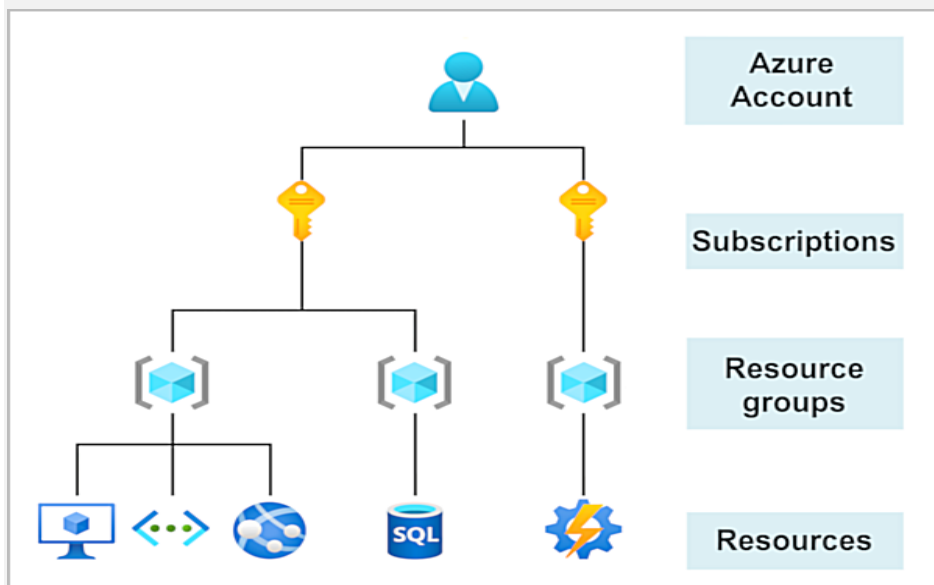 Azure
Account
Subscriptions
Resource
groups
SQL
Resources